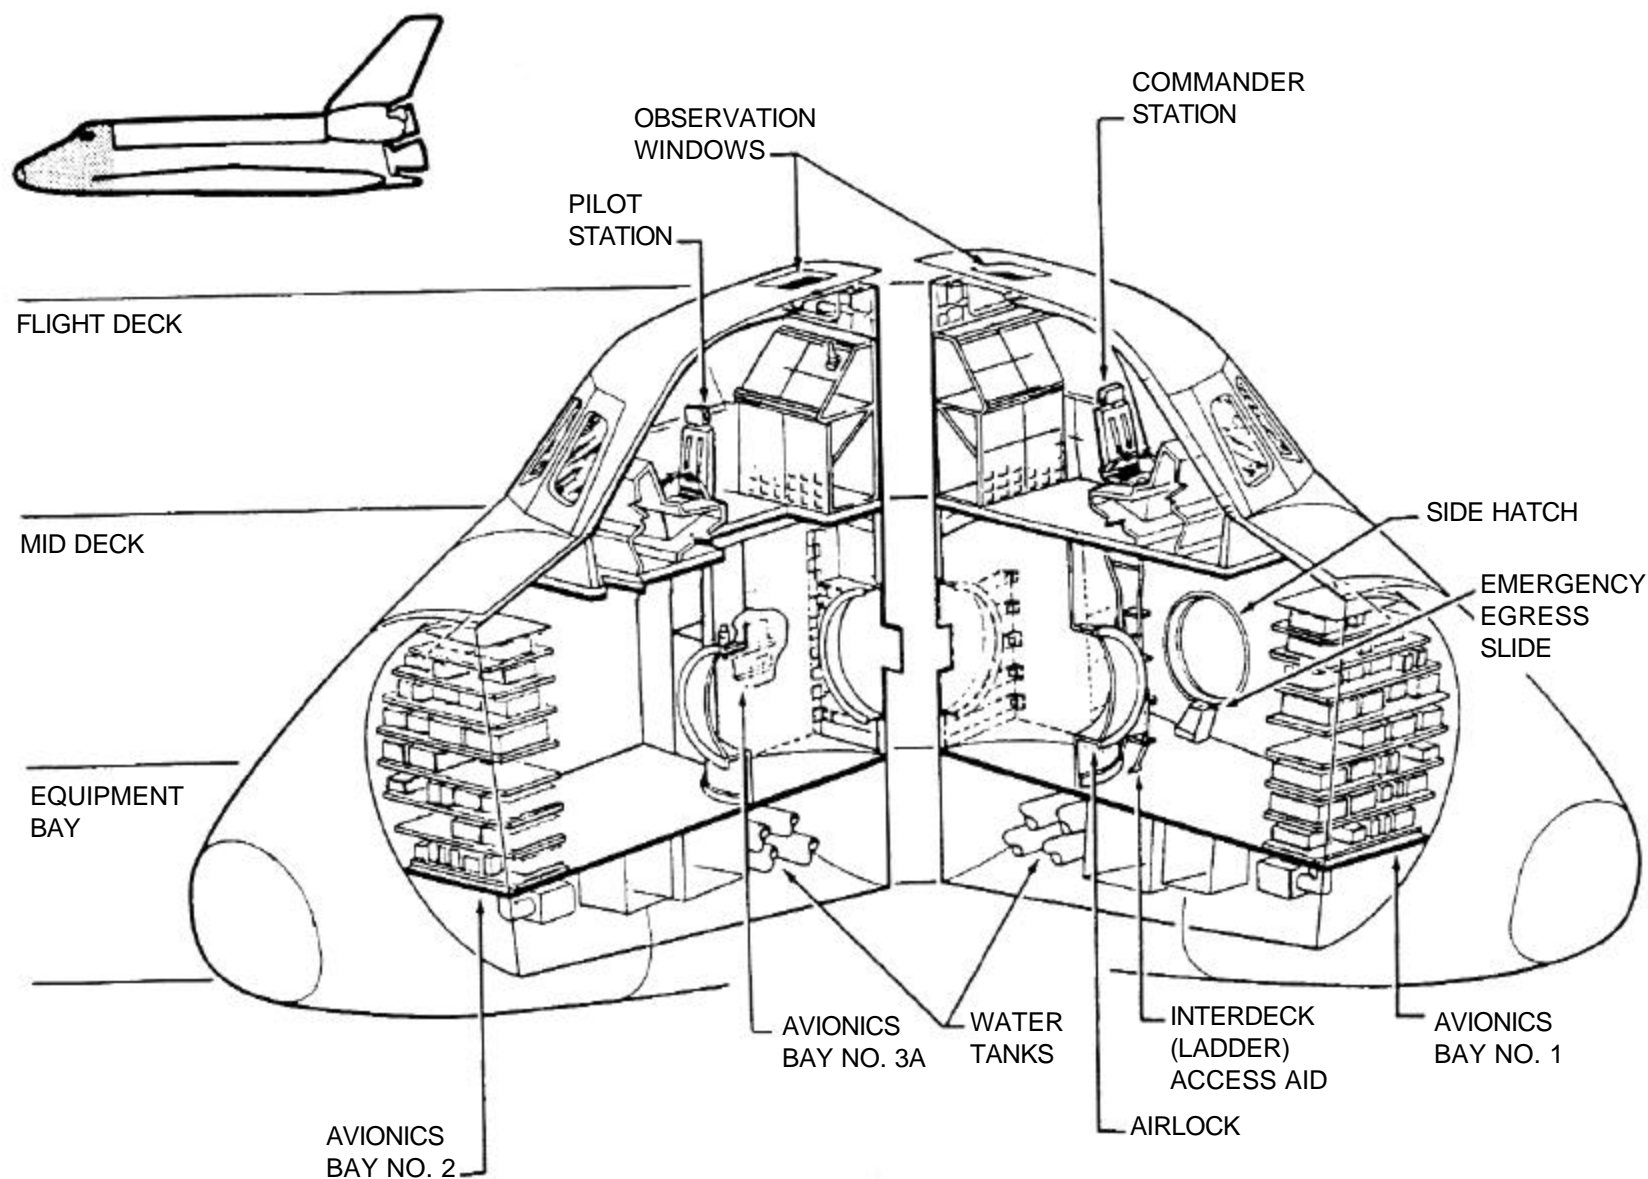 COMMANDER
STATION
OBSERVATION
WINDOWS
PILOT
STATION
FLIGHT DECK
MID DECK
SIDE HATCH
EMERGENCY
EGRESS
SLIDE
EQUIPMENT
BAY
AVIONICS
BAY NO. 3A
WATER
TANKS
INTERDECK
(LADDER)
ACCESS AID
AVIONICS
BAY NO. 1
AIRLOCK
AVIONICS
BAY NO. 2